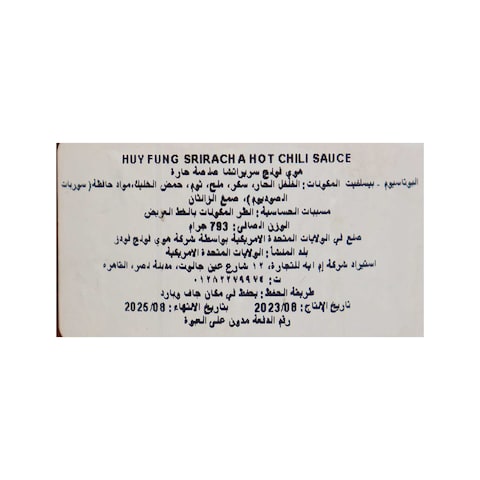 HUY FUNG SRIRACHA HOT CHILI SAUCE
هوي فونج سريراتشا صلصة حارة
البوتاسيوم - بيسلفيت المكونات: الفلفل الحار، سكر، ملح، ثوم، حمض الخليك، مواد حافظة (سوربات
الصوديوم)، صمغ الزانثان
مسببات الحساسية: انظر المكونات بالخط العريض
الوزن الصافي: 793 جرام
صنع في الولايات المتحدة الامريكية بواسطة شركة هوي فونج فودز
بلد المنشأ: الولايات المتحدة الامريكية
استيراد شركة إم ايه للتجارة، ١٢ شارع عين جالوت، مدينة نصر، القاهرة
ت: ٠١٢٨٢٢٧٩٩٧٤
طريقة الحفظ: يحفظ في مكان جاف وبارد
تاريخ الإنتاج: 2023/08 بتاريخ الانتهاء: 2025/08
رقم الدفعة مدون على العبوة